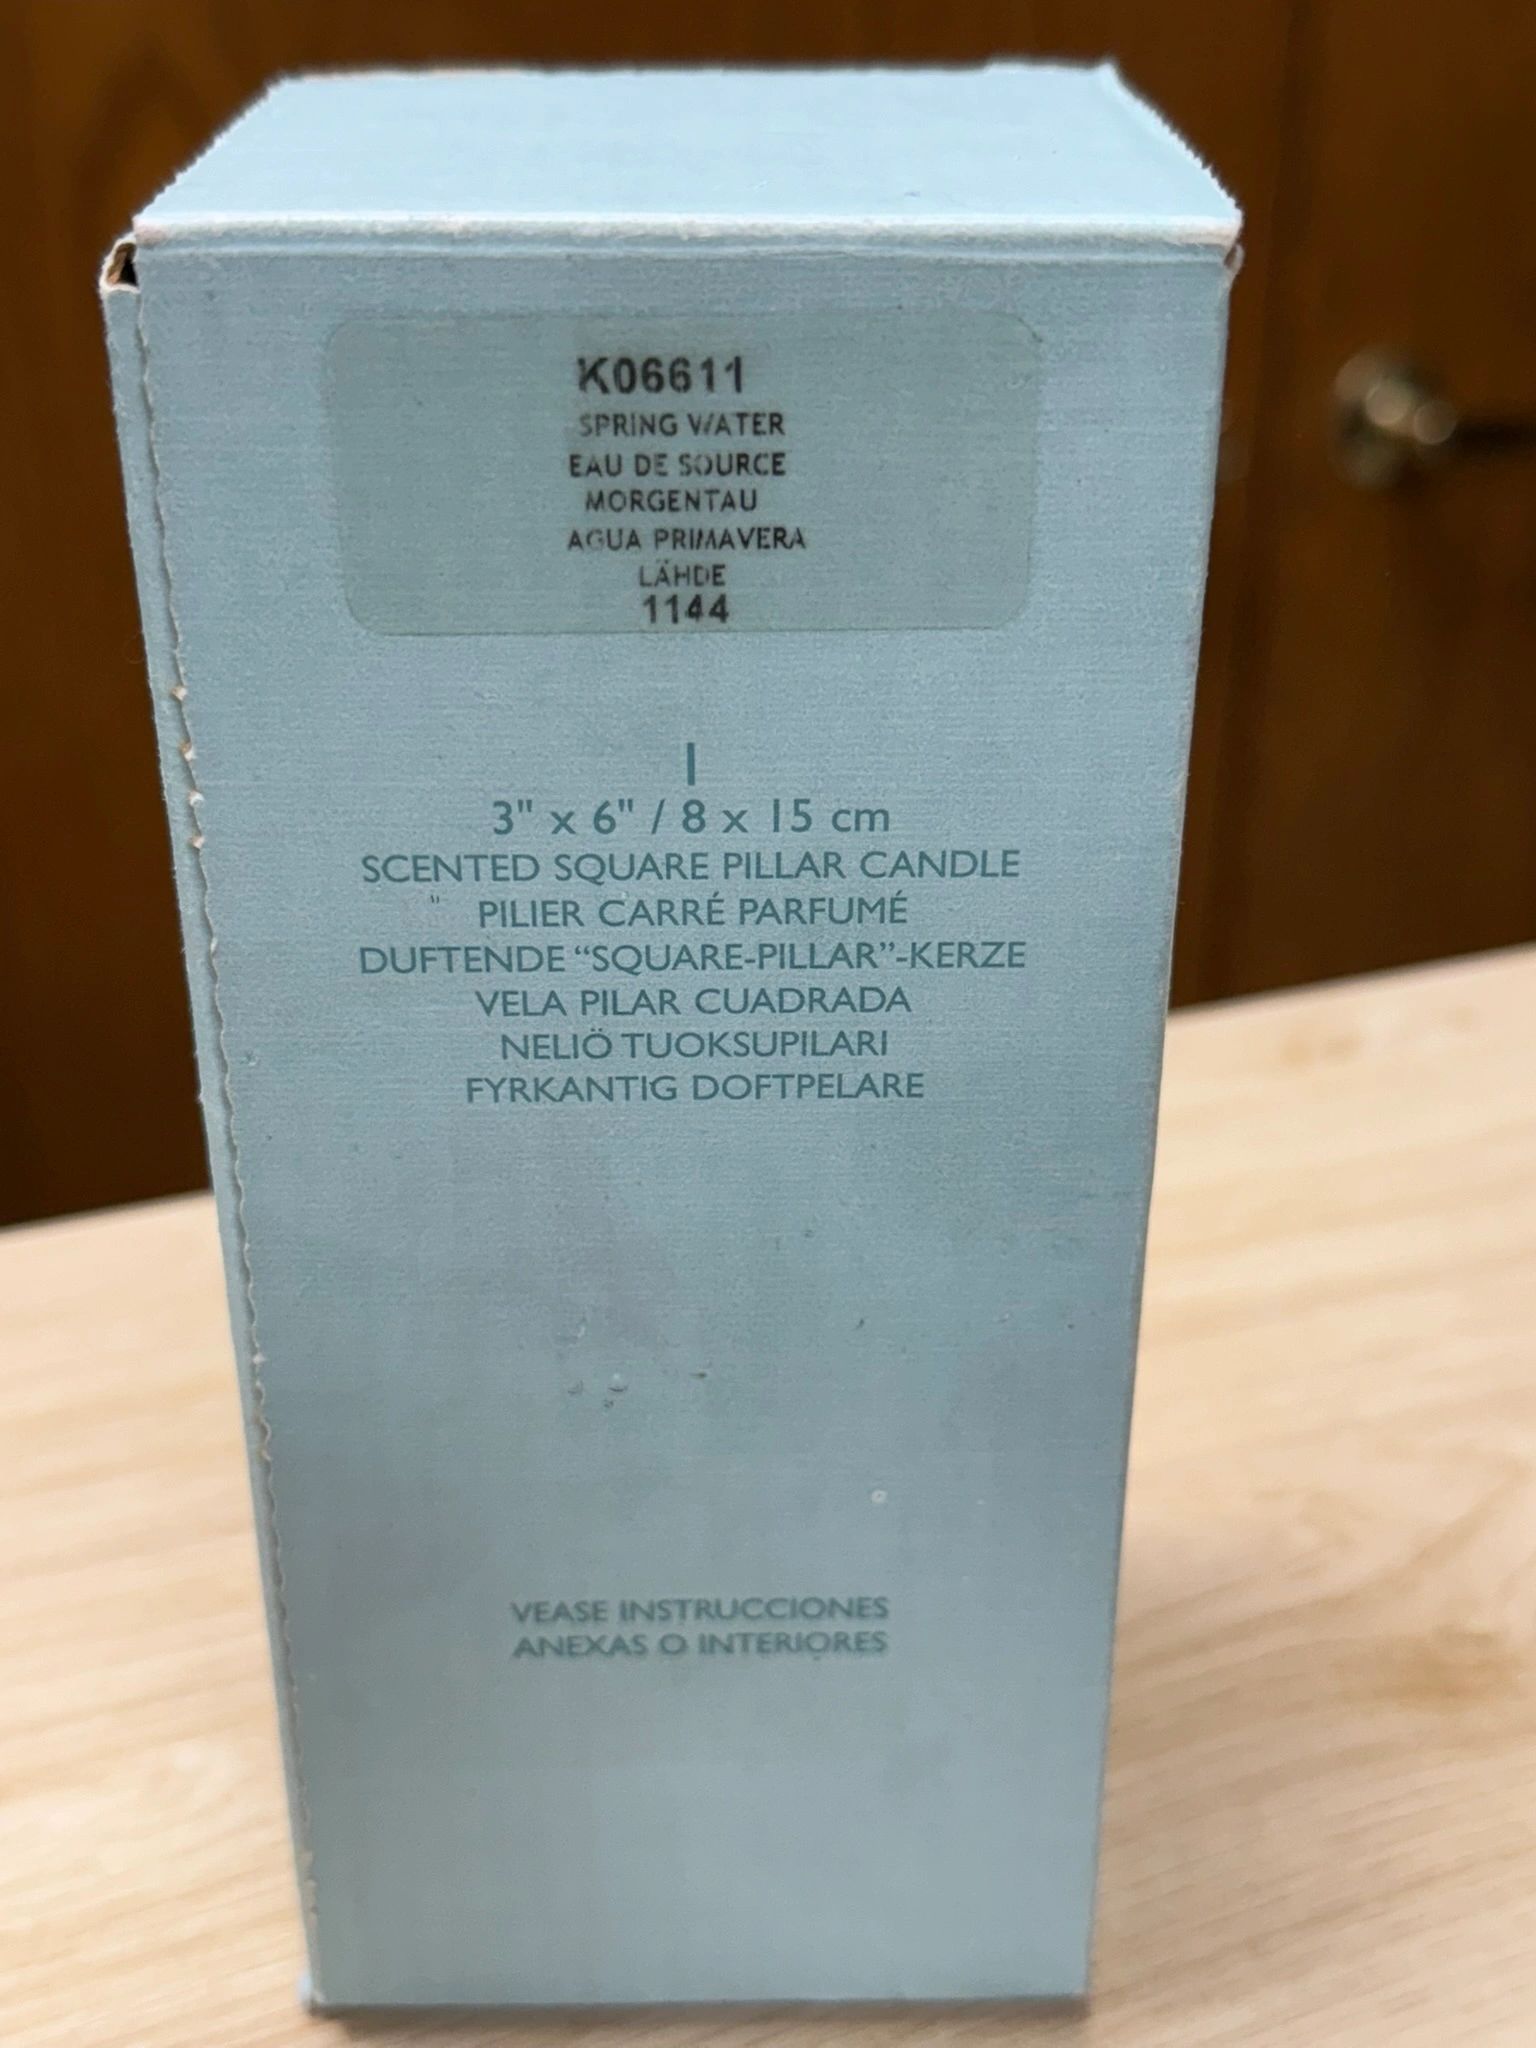 K06611
SPRING WATER
EAU DE SOURCE
MORGENTAU
AGUA PRIMAVERA
LÄHDE
1144
1
3" x 6" / 8 x 15 cm
SCENTED SQUARE PILLAR CANDLE
PILIER CARRÉ PARFUMÉ
DUFTENDE “SQUARE-PILLAR”-KERZE
VELA PILAR CUADRADA
NELIÖ TUOKSUPILARI
FYRKANTIG DOFTPELARE
VEASE INSTRUCCIONES
ANEXAS O INTERIORES